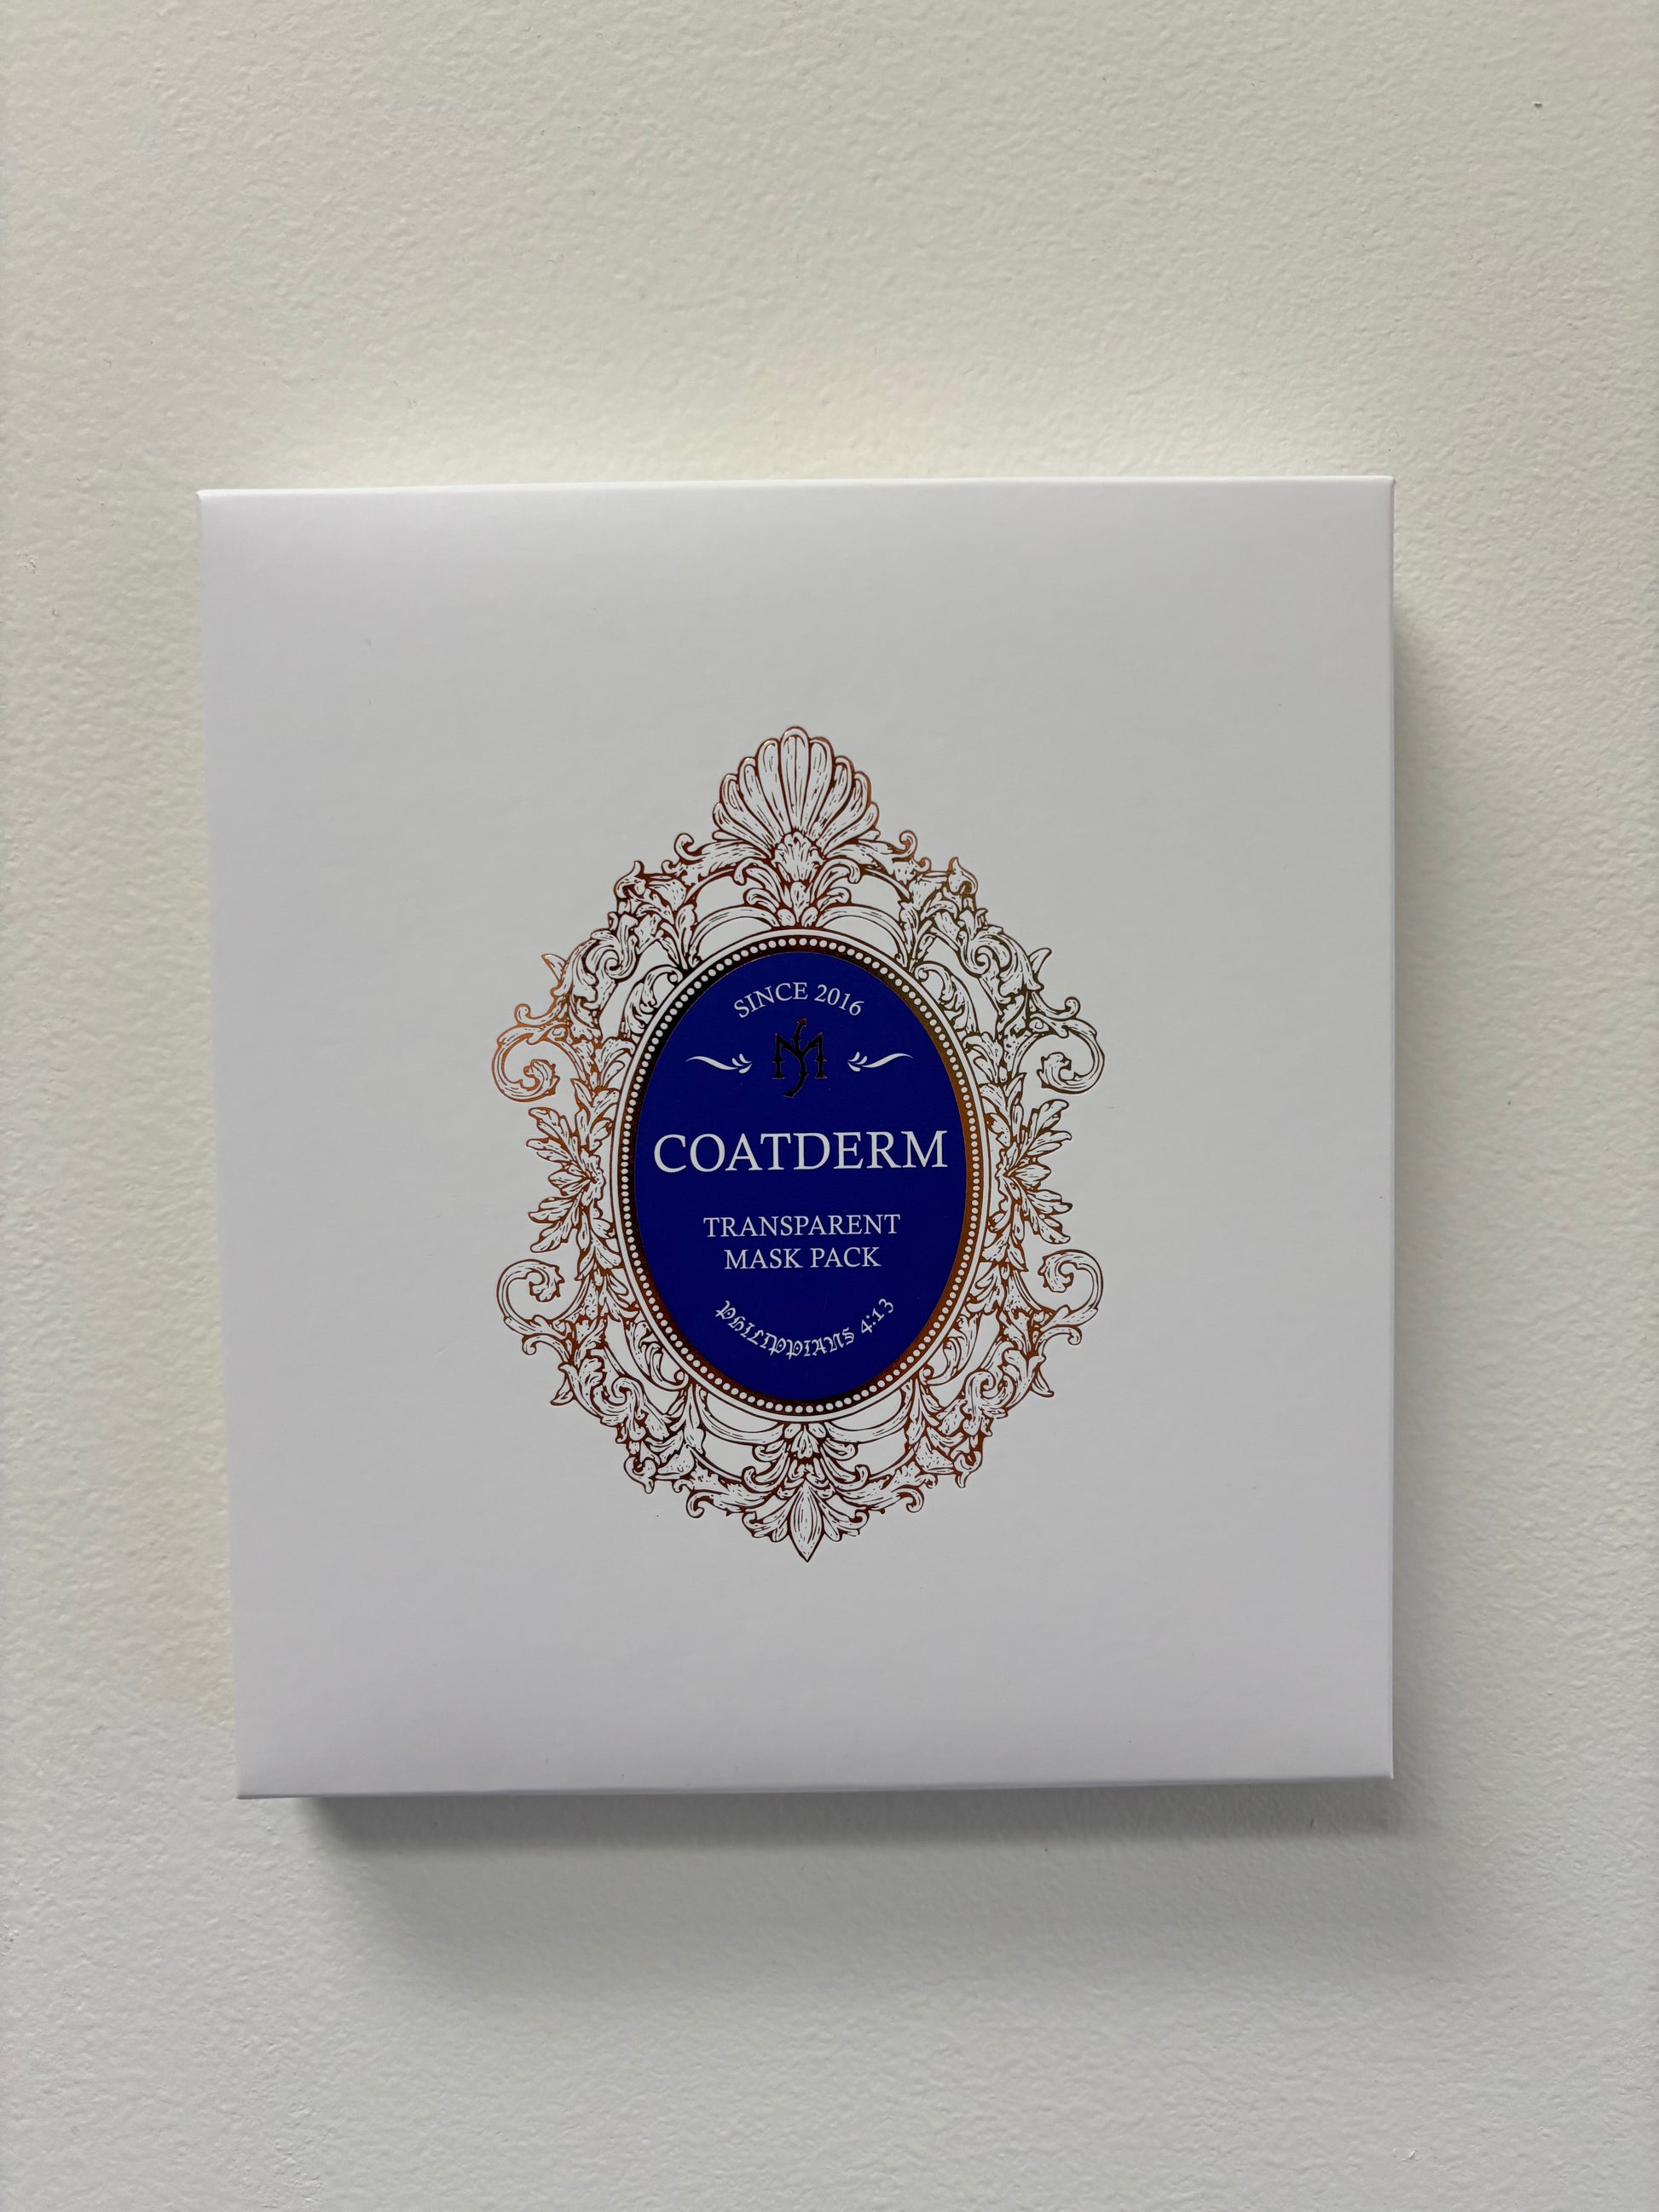 SINCE 2016
COATDERM
TRANSPARENT
MASK PACK
PHILIPPIANS 4:13